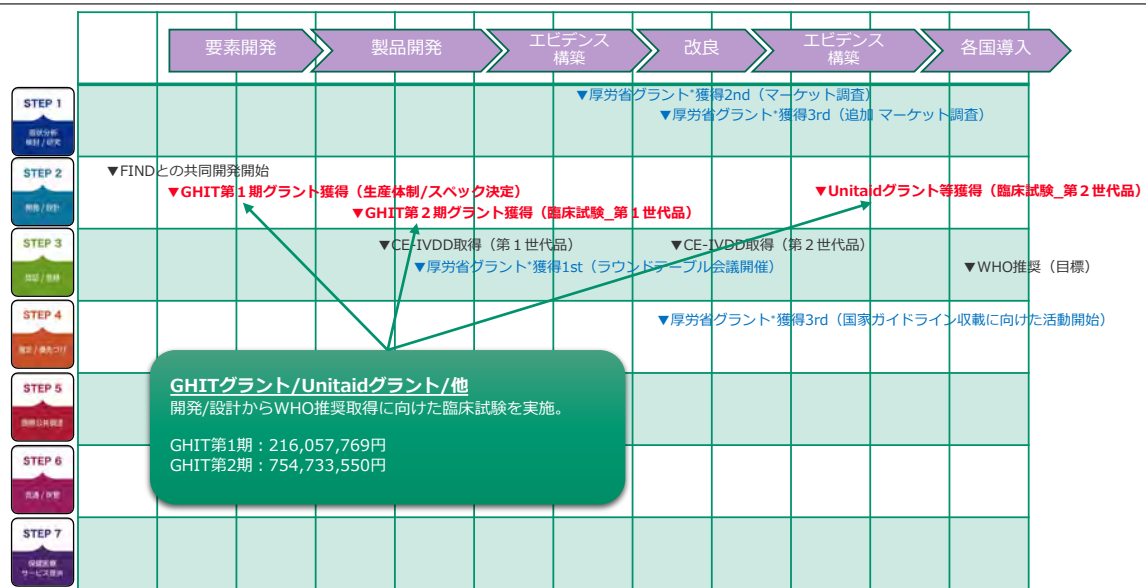 要素開発
製品開発
エビデンス
構築
改良
エビデンス
構築
各国導入
STEP 1
▼厚労省グラント*獲得2nd（マーケット調査）
▼厚労省グラント*獲得3rd（追加 マーケット調査）
STEP 2
▼FINDとの共同開発開始
▼GHIT第１期グラント獲得（生産体制/スペック決定）
▼GHIT第２期グラント獲得（臨床試験_第１世代品）
▼Unitaidグラント等獲得（臨床試験_第２世代品）
開発 / 設計
STEP 3
▼CE-IVDD取得（第１世代品）
▼CE-IVDD取得（第２世代品）
▼厚労省グラント*獲得1st（ラウンドテーブル会議開催）
▼WHO推奨（目標）
STEP 4
▼厚労省グラント*獲得3rd（国家ガイドライン収載に向けた活動開始）
GHITグラント/Unitaidグラント/他
開発/設計からWHO推奨取得に向けた臨床試験を実施。
GHIT第1期：216,057,769円
GHIT第2期：754,733,550円
STEP 5
STEP 6
STEP 7
保健医療
サービス提供